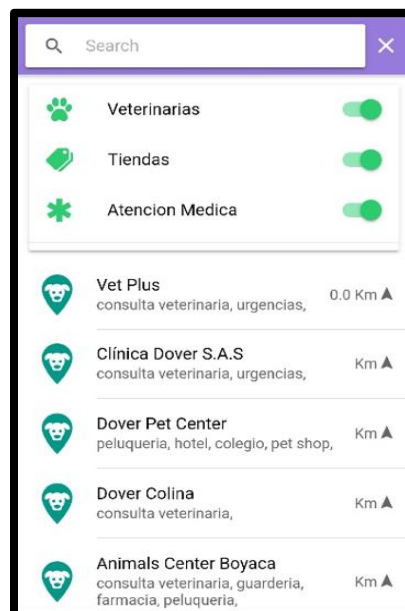 Search
Veterinarias
Tiendas
Atencion Medica
Vet Plus
consulta veterinaria, urgencias,
0.0 Km
Clínica Dover S.A.S
consulta veterinaria, urgencias,
Km
Dover Pet Center
peluqueria, hotel, colegio, pet shop,
Km
Dover Colina
consulta veterinaria,
Km
Animals Center Boyaca
consulta veterinaria, guarderia,
farmacia, peluqueria,
Km